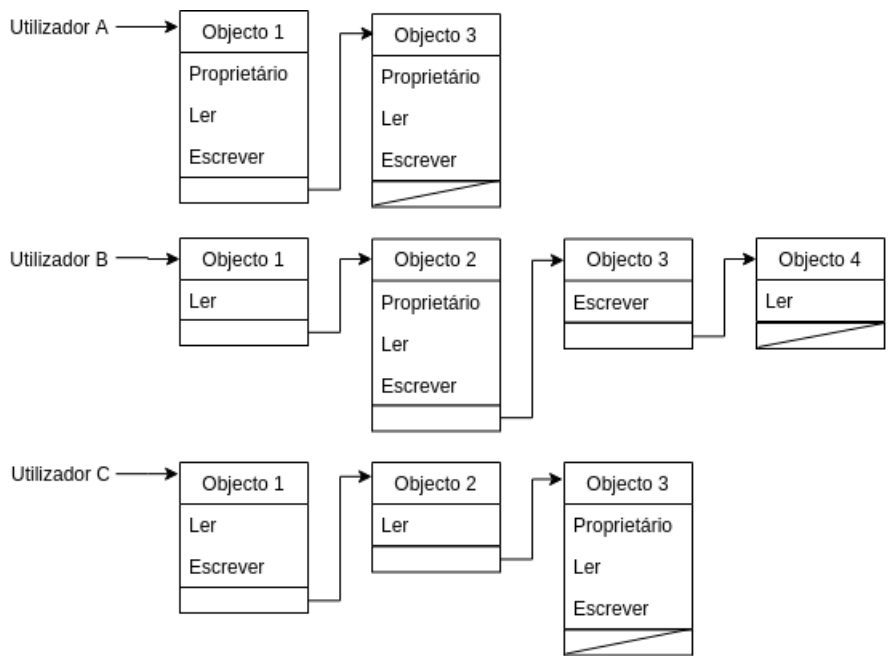 Utilizador A
Objecto 1
Proprietário
Ler
Escrever
Objecto 3
Proprietário
Ler
Escrever
Utilizador B
Objecto 1
Ler
Objecto 2
Proprietário
Ler
Escrever
Objecto 3
Escrever
Objecto 4
Ler
Utilizador C
Objecto 1
Ler
Escrever
Objecto 2
Ler
Objecto 3
Proprietário
Ler
Escrever